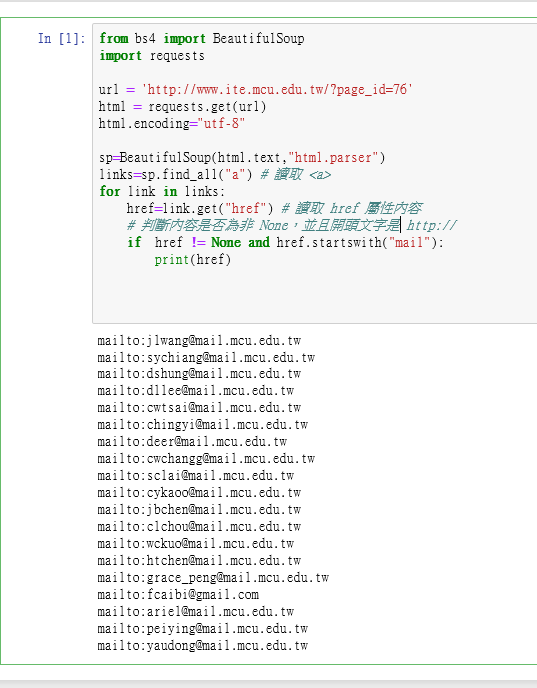 In [1]:
from bs4 import BeautifulSoup
import requests
url = 'http://www.ite.mcu.edu.tw/?page_id=76'
html = requests.get(url)
html.encoding="utf-8"
sp=BeautifulSoup(html.text,"html.parser")
links=sp.find_all("a") # 讀取 <a>
for link in links:
    href=link.get("href") # 讀取 href 屬性內容
    # 判斷內容是否為非 None，並且開頭文字是 http://
    if  href != None and href.startswith("mail"):
        print(href)
mailto:jlwang@mail.mcu.edu.tw
mailto:sychiang@mail.mcu.edu.tw
mailto:dshung@mail.mcu.edu.tw
mailto:dllee@mail.mcu.edu.tw
mailto:cwtsai@mail.mcu.edu.tw
mailto:chingyi@mail.mcu.edu.tw
mailto:deer@mail.mcu.edu.tw
mailto:cwchangg@mail.mcu.edu.tw
mailto:sclai@mail.mcu.edu.tw
mailto:cykaoo@mail.mcu.edu.tw
mailto:jbchen@mail.mcu.edu.tw
mailto:clchou@mail.mcu.edu.tw
mailto:wckuo@mail.mcu.edu.tw
mailto:htchen@mail.mcu.edu.tw
mailto:grace_peng@mail.mcu.edu.tw
mailto:fcaibi@gmail.com
mailto:ariel@mail.mcu.edu.tw
mailto:peiying@mail.mcu.edu.tw
mailto:yaudong@mail.mcu.edu.tw